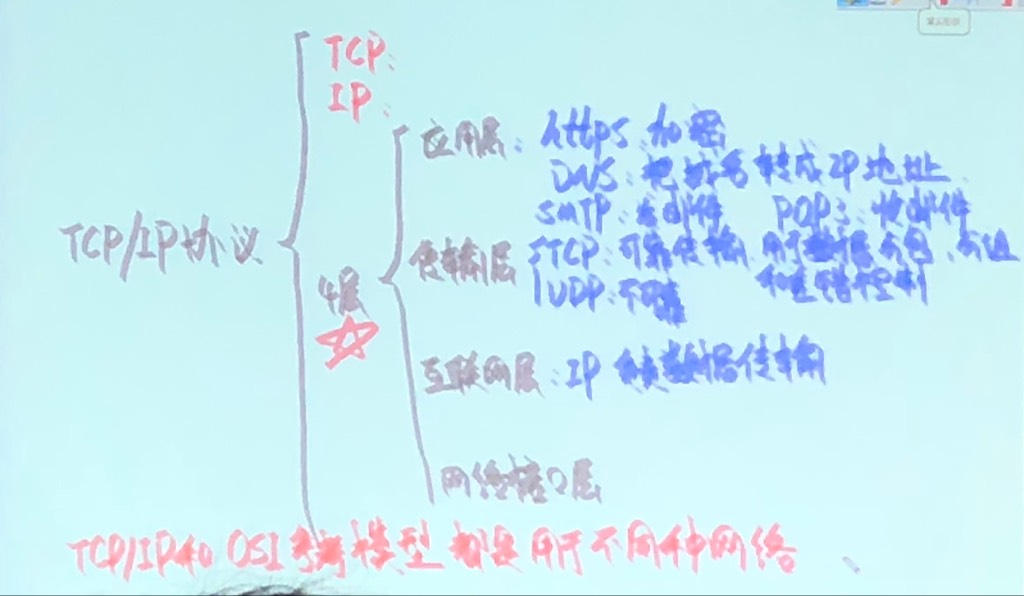 TCP:
IP:
应用层: https:加密
DNS:把域名转成IP地址
SMTP:发邮件 POP3:收邮件
TCP/IP协议
传输层 TCP:可靠传输,用于数据分包、分组
和差错控制
UDP:不可靠
4层
互联网层:IP 负责数据传输
网络接口层
TCP/IP和OSI参考模型 都是用于不同种网络